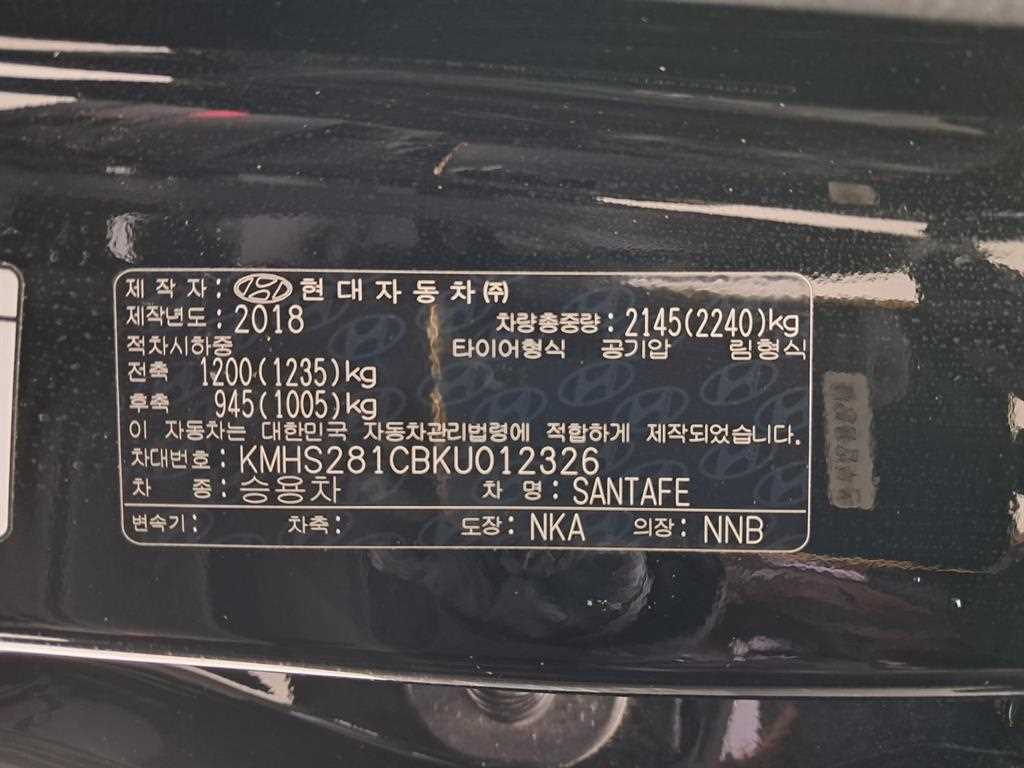 제 작 자 : 현대자동차㈜
제작년도 : 2018 차량총중량 : 2145(2240)kg
적차시하중 타이어형식 공기압 림형식
전축 1200(1235)kg
후축 945(1005)kg
이 자동차는 대한민국 자동차관리법령에 적합하게 제작되었습니다.
차대번호 : KMHS281CBKU012326
차 종 : 승용차 차 명 : SANTAFE
변속기 : 차축 : 도장 : NKA 의장 : NNB